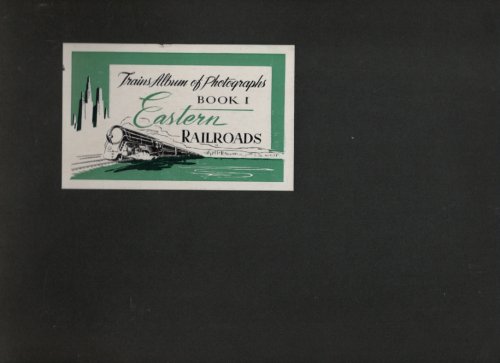 Trains Album of Photographs
BOOK I
Eastern
RAILROADS